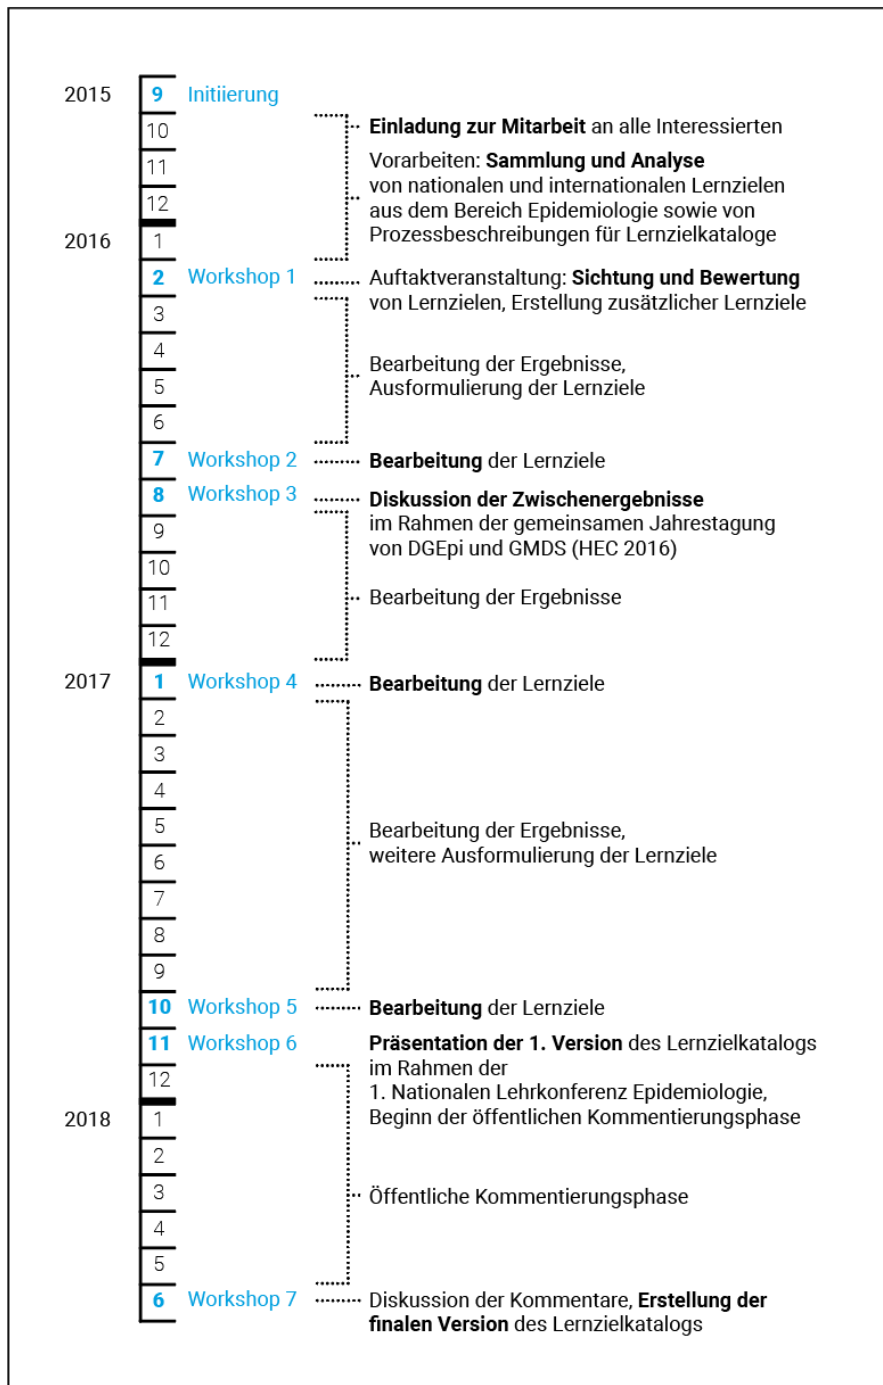 2015 9 Initiierung
10 Einladung zur Mitarbeit an alle Interessierten
11 Vorarbeiten: Sammlung und Analyse
von nationalen und internationalen Lernzielen
12 aus dem Bereich Epidemiologie sowie von
2016 1 Prozessbeschreibungen für Lernzielkataloge
2 Workshop 1 Auftaktveranstaltung: Sichtung und Bewertung
von Lernzielen, Erstellung zusätzlicher Lernziele
3
4 Bearbeitung der Ergebnisse,
5 Ausformulierung der Lernziele
6
7 Workshop 2 Bearbeitung der Lernziele
8 Workshop 3 Diskussion der Zwischenergebnisse
9 im Rahmen der gemeinsamen Jahrestagung
von DGEpi und GMDS (HEC 2016)
10
11 Bearbeitung der Ergebnisse
12
2017 1 Workshop 4 Bearbeitung der Lernziele
2
3
4
5 Bearbeitung der Ergebnisse,
6 weitere Ausformulierung der Lernziele
7
8
9
10 Workshop 5 Bearbeitung der Lernziele
11 Workshop 6 Präsentation der 1. Version des Lernzielkatalogs
im Rahmen der
12 1. Nationalen Lehrkonferenz Epidemiologie,
2018 1 Beginn der öffentlichen Kommentierungsphase
2
3 Öffentliche Kommentierungsphase
4
5
6 Workshop 7 Diskussion der Kommentare, Erstellung der
finalen Version des Lernzielkatalogs